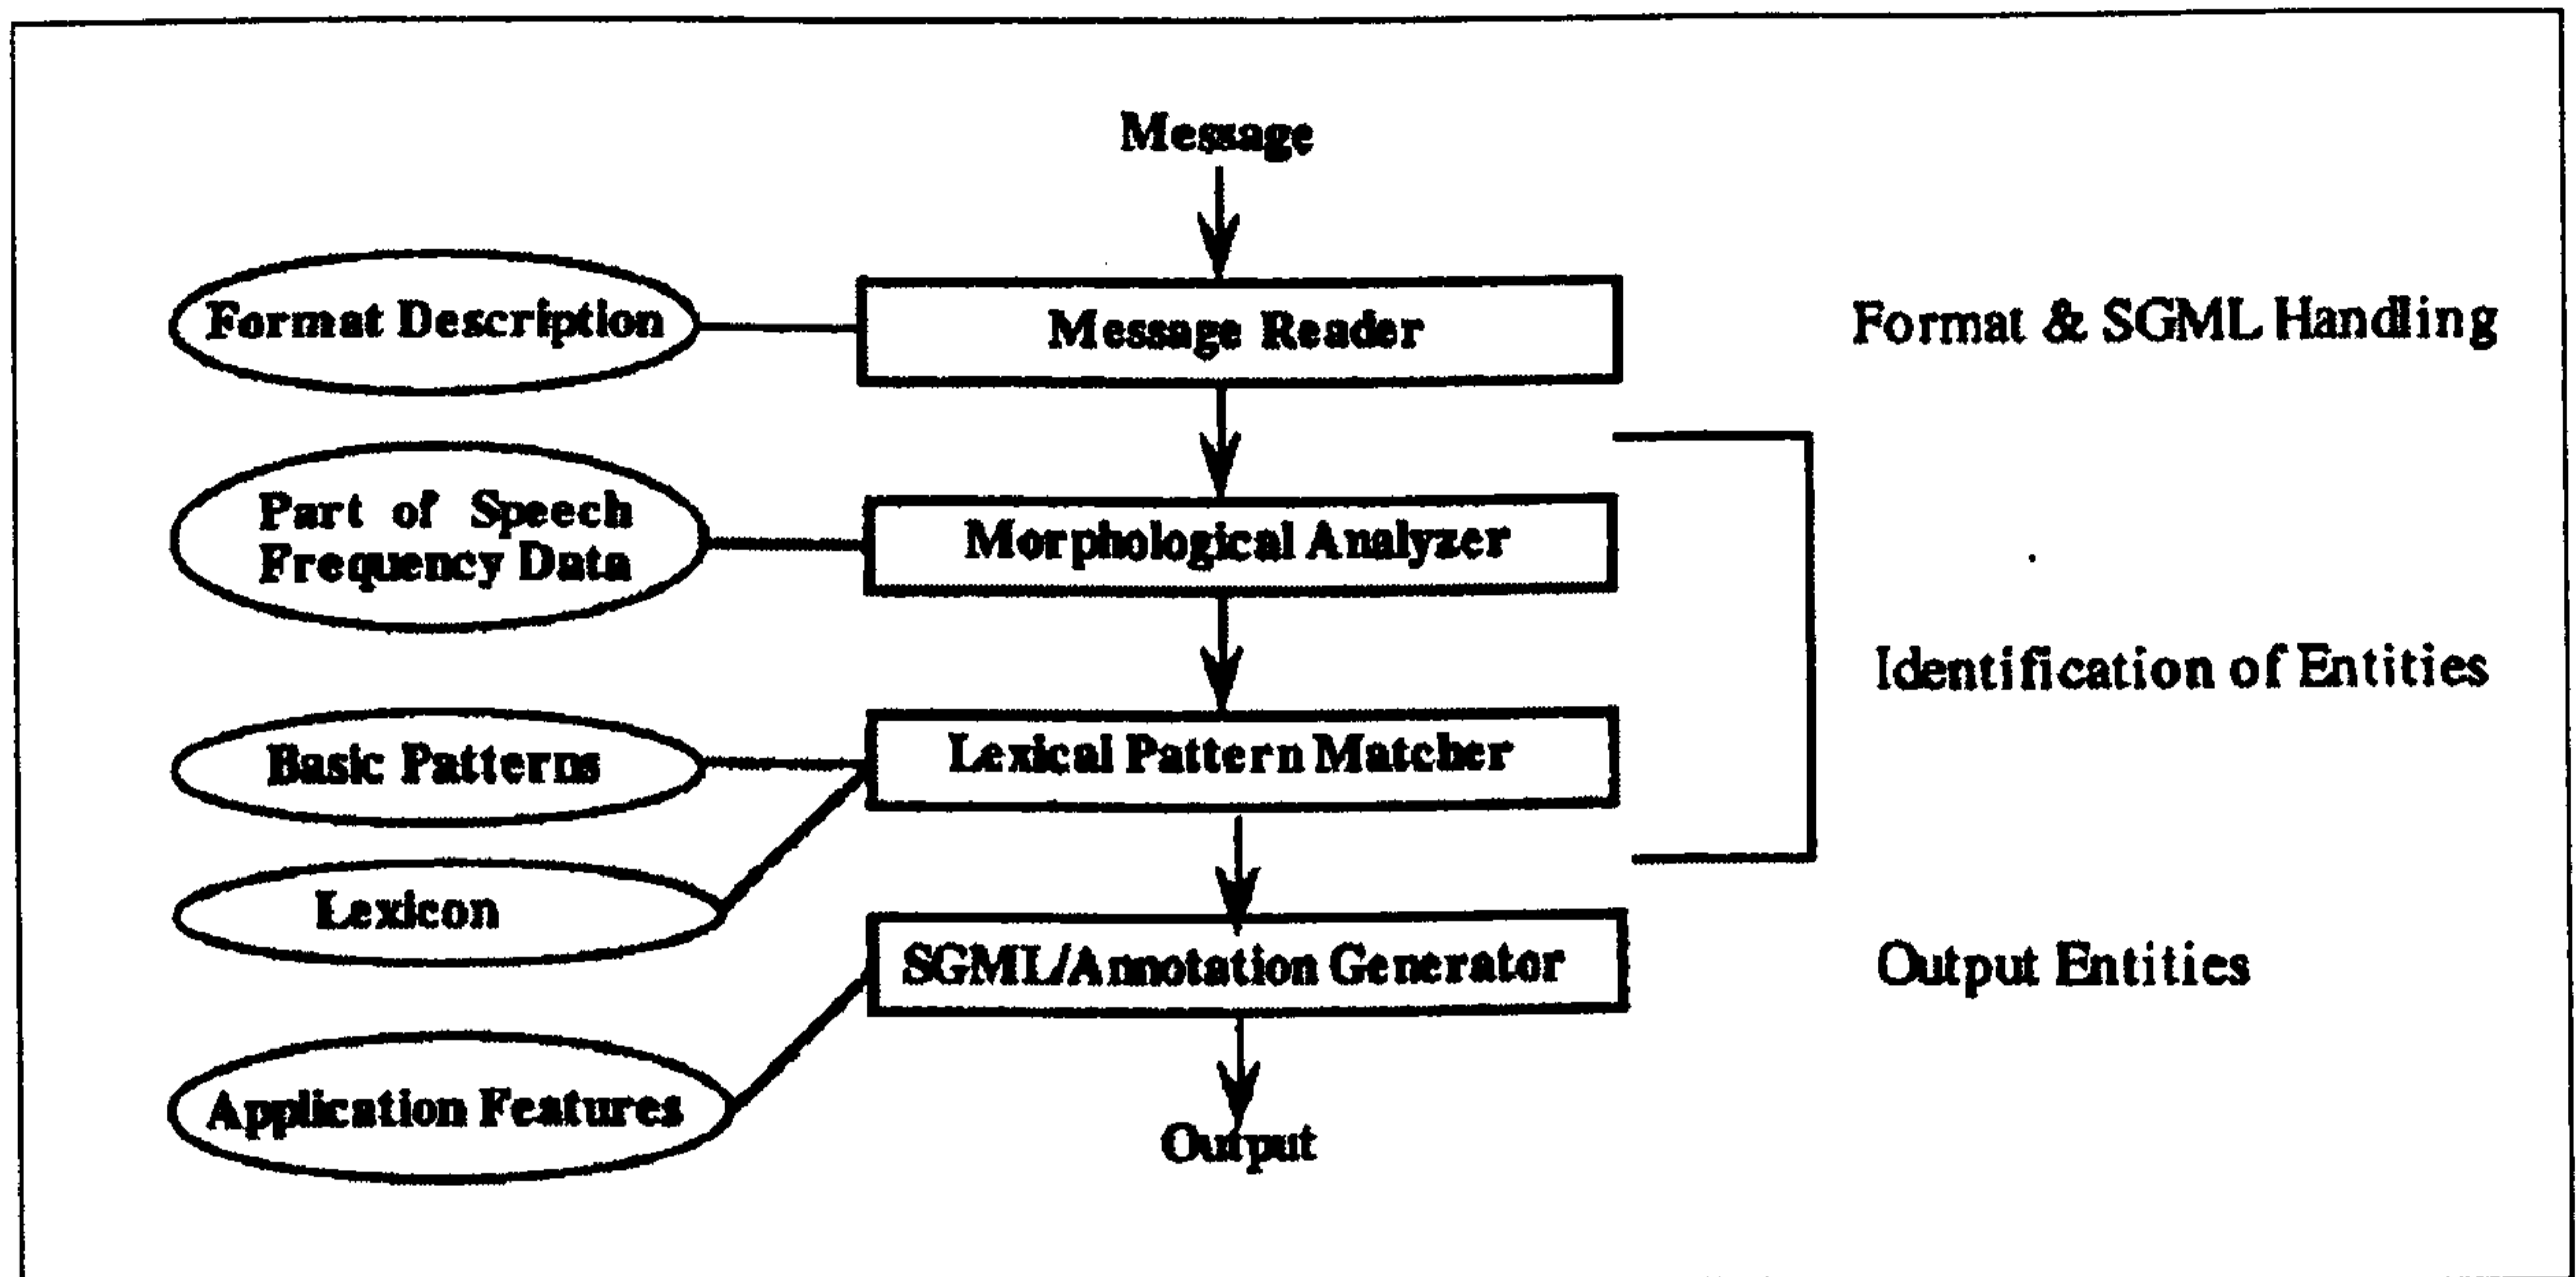 Message
Format Description
Message Reader
Format & SGML Handling
Part of Speech
Frequency Data
Morphological Analyzer
Identification of Entities
Basic Patterns
Lexical Pattern Matcher
Lexicon
SGML/Annotation Generator
Output Entities
Application Features
Output